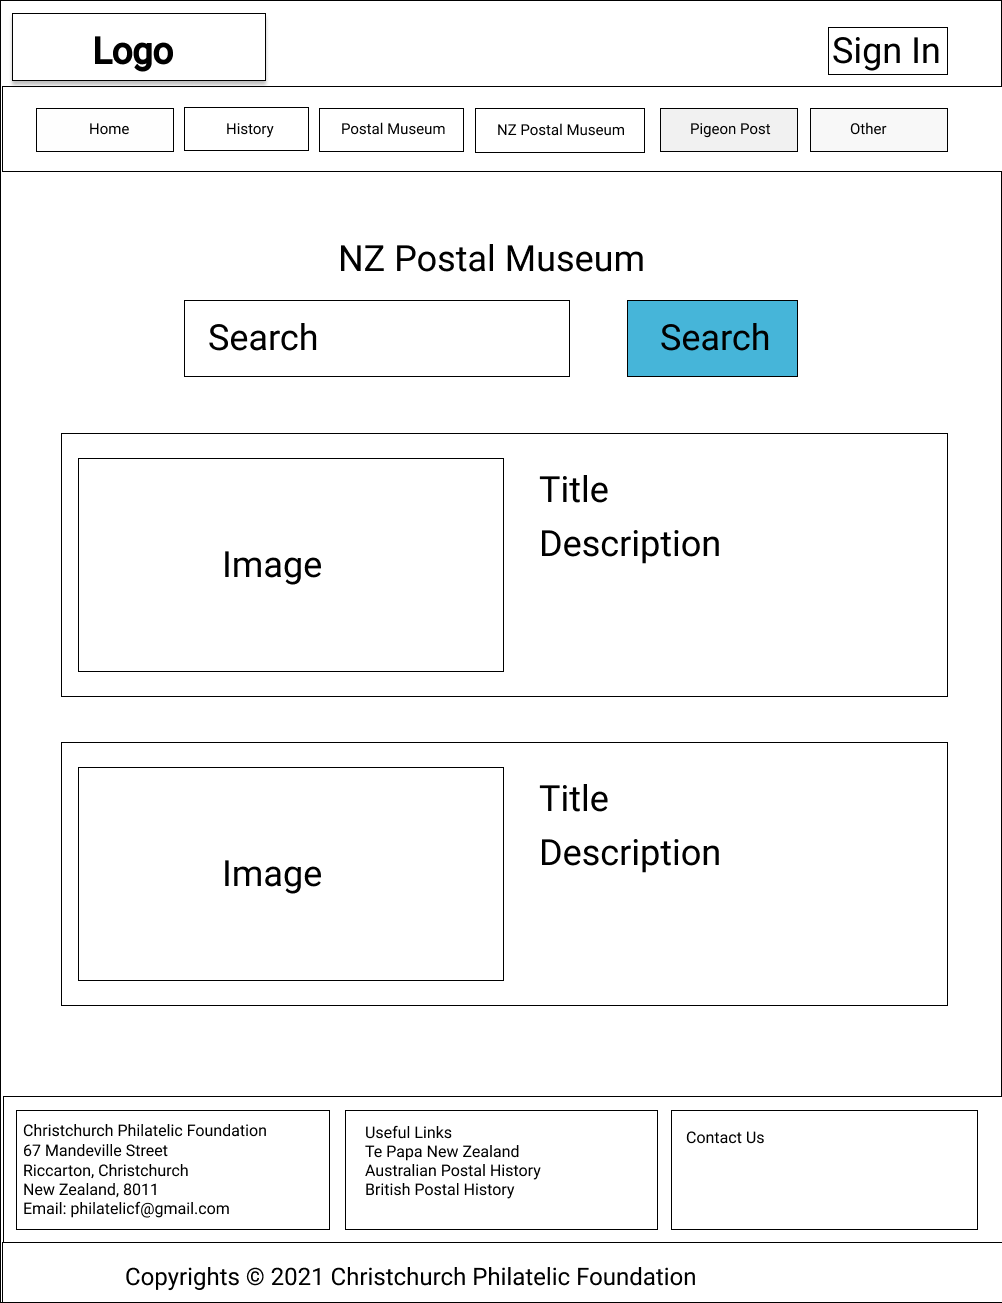 Logo
Sign In
Home
History
Postal Museum
NZ Postal Museum
Pigeon Post
Other
NZ Postal Museum
Search
Search
Image
Title
Description
Image
Title
Description
Christchurch Philatelic Foundation
67 Mandeville Street
Riccarton, Christchurch
New Zealand, 8011
Email: philatelicf@gmail.com
Useful Links
Te Papa New Zealand
Australian Postal History
British Postal History
Contact Us
Copyrights © 2021 Christchurch Philatelic Foundation